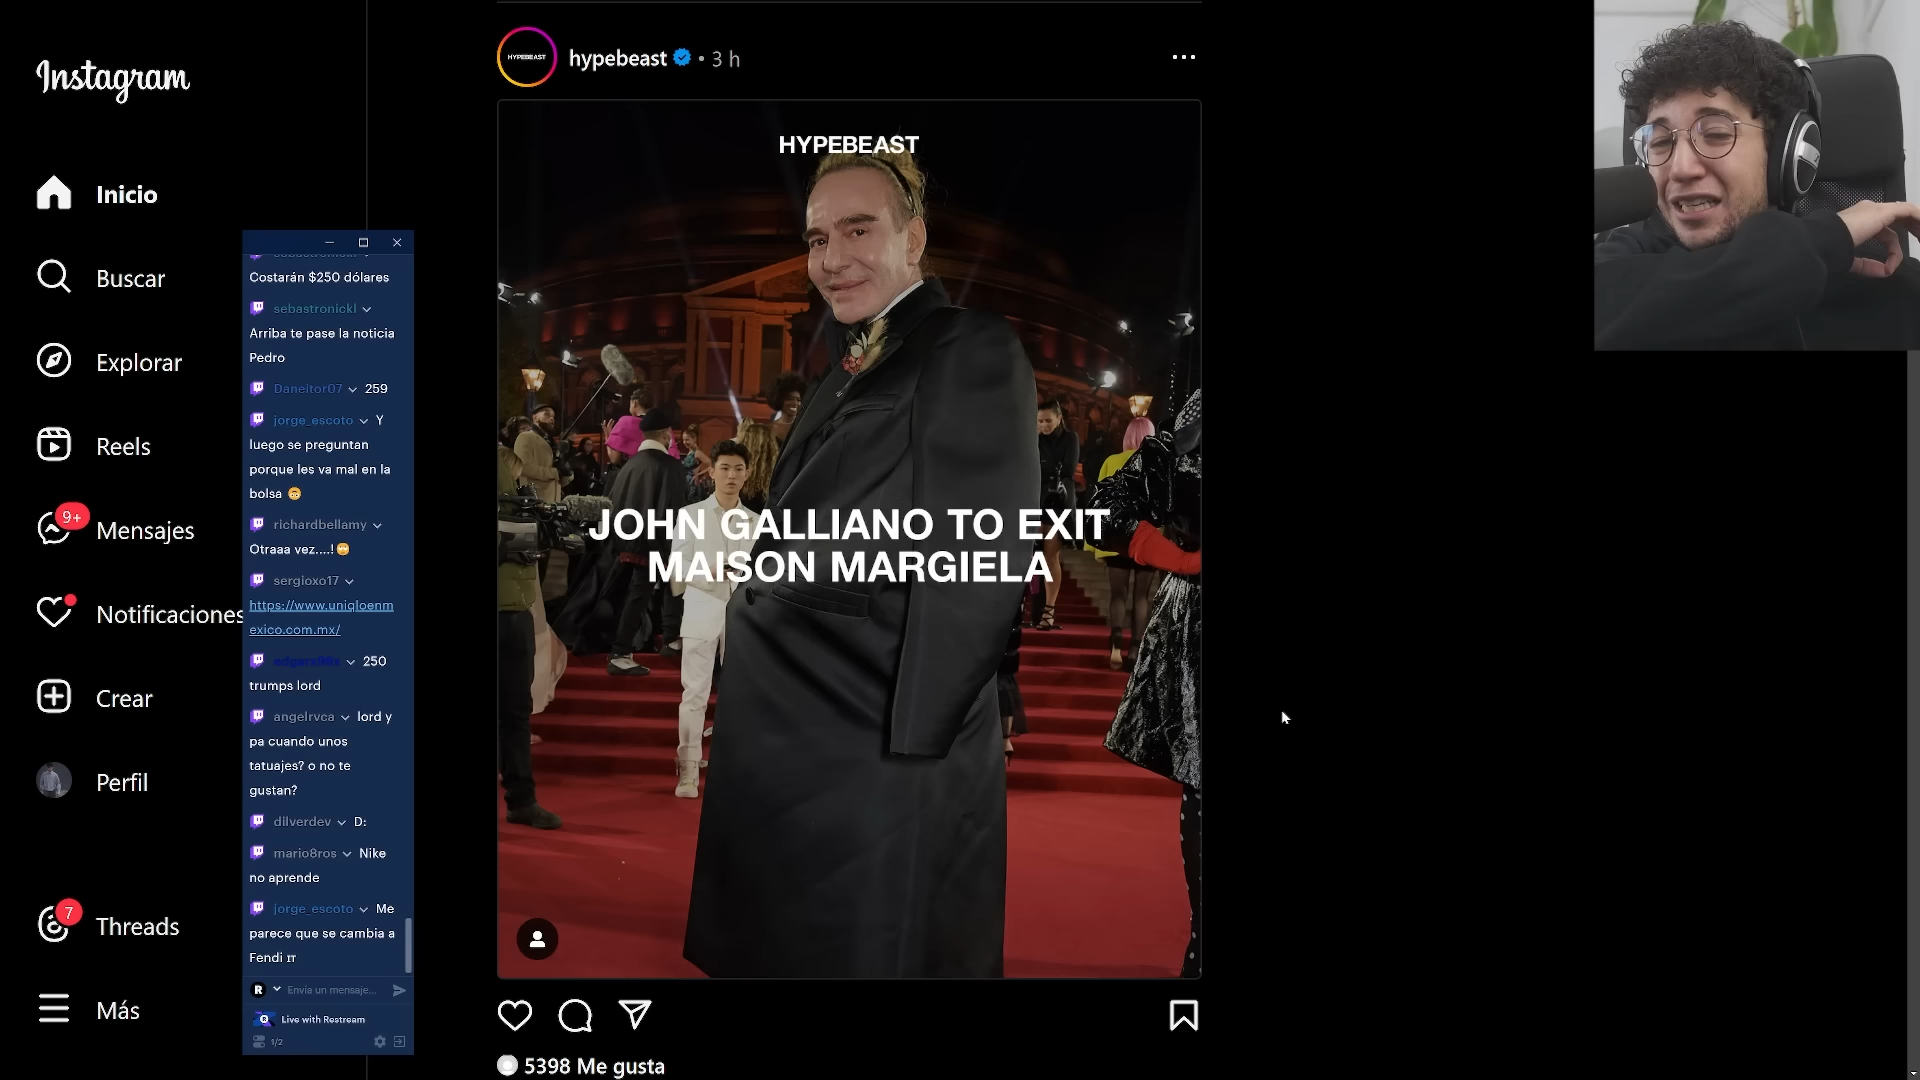 Instagram
Inicio
Buscar
Explorar
Reels
9+
Mensajes
Notificaciones
Crear
Perfil
7
Threads
Más
Costarán $250 dólares
sebastronickl
Arriba te pase la noticia
Pedro
Daneitor07 259
jorge_escoto Y
luego se preguntan
porque les va mal en la
bolsa
richardbellamy
Otraaa vez....!
sergioxo17
https://www.uniqloenm
exico.com.mx/
250
trumps lord
angelrvca lord y
pa cuando unos
tatuajes? o no te
gustan?
dilverdev D:
mario8ros Nike
no aprende
jorge_escoto Me
parece que se cambia a
Fendi
R Envía un mensaje...
Live with Restream
1/2
HYPEBEAST
hypebeast • 3 h
HYPEBEAST
JOHN GALLIANO TO EXIT
MAISON MARGIELA
5398 Me gusta